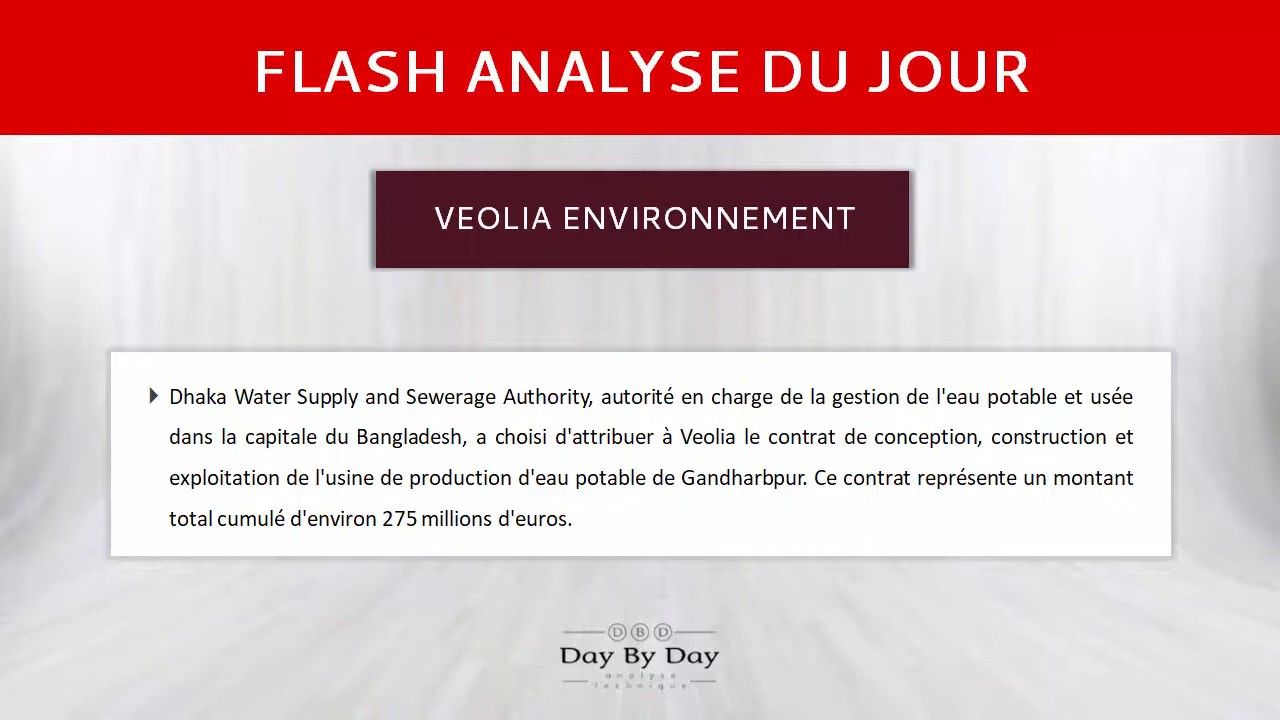 FLASH ANALYSE DU JOUR
VEOLIA ENVIRONNEMENT
Dhaka Water Supply and Sewerage Authority, autorité en charge de la gestion de l'eau potable et usée
dans la capitale du Bangladesh, a choisi d'attribuer à Veolia le contrat de conception, construction et
exploitation de l'usine de production d'eau potable de Gandharbpur. Ce contrat représente un montant
total cumulé d'environ 275 millions d'euros.
D B D
Day By Day
analyse
technique